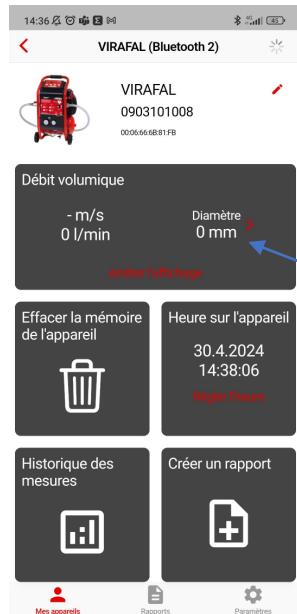 14:36
4G
45
VIRAFAL (Bluetooth 2)
VIRAFAL
0903101008
00:06:66:6B:81:FB
Débit volumique
- m/s
0 l/min
Diamètre
0 mm
Arrêter l'affichage
Effacer la mémoire
de l'appareil
Heure sur l'appareil
30.4.2024
14:38:06
Régler l'heure
Historique des
mesures
Créer un rapport
Mes appareils
Rapports
Paramètres